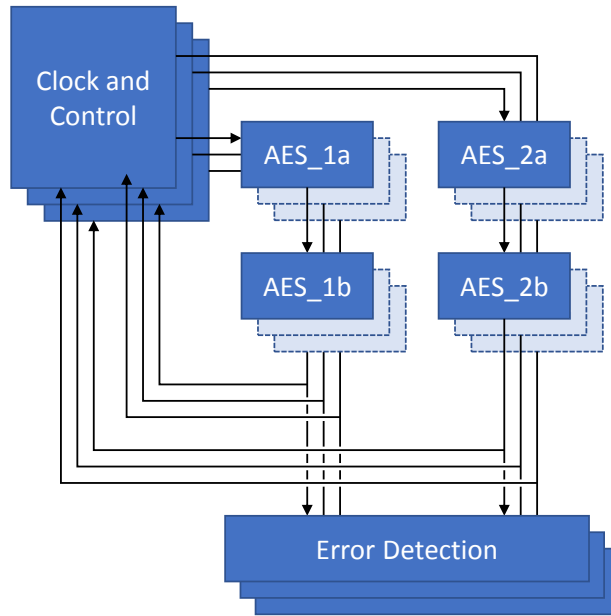 Clock and
Control
AES_1a
AES_2a
AES_1b
AES_2b
Error Detection